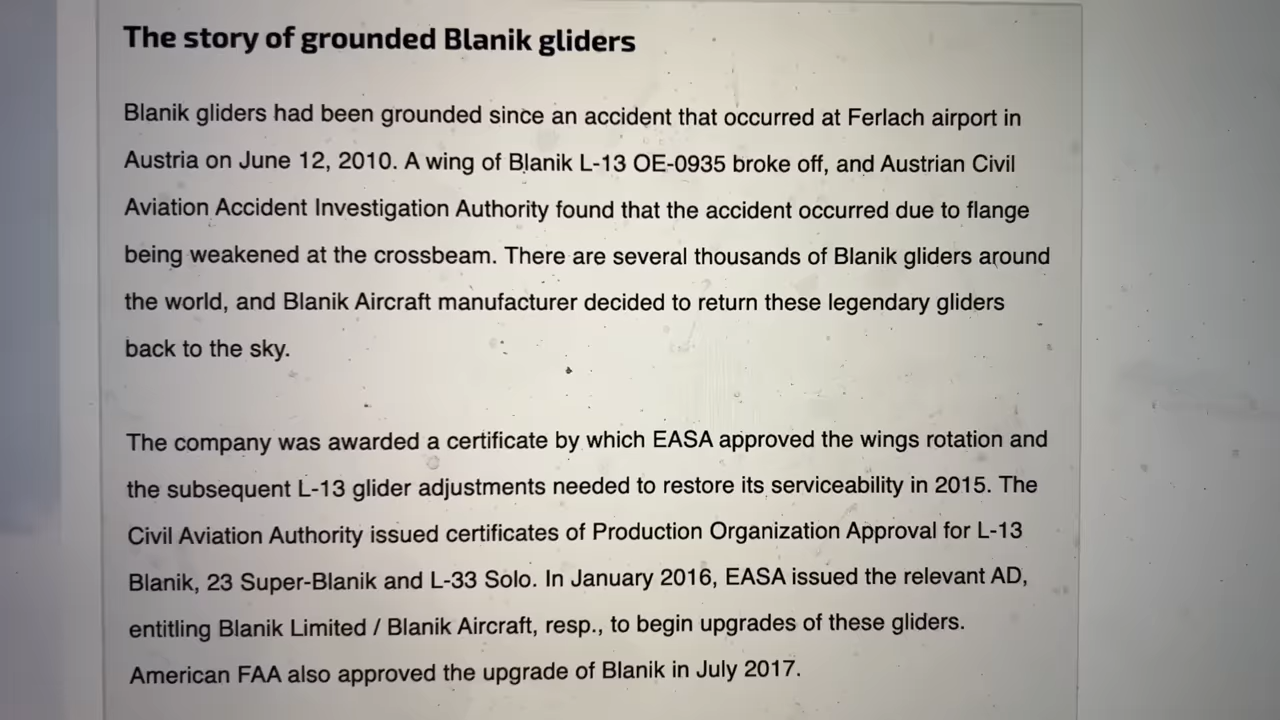 The story of grounded Blanik gliders
Blanik gliders had been grounded since an accident that occurred at Ferlach airport in
Austria on June 12, 2010. A wing of Blanik L-13 OE-0935 broke off, and Austrian Civil
Aviation Accident Investigation Authority found that the accident occurred due to flange
being weakened at the crossbeam. There are several thousands of Blanik gliders around
the world, and Blanik Aircraft manufacturer decided to return these legendary gliders
back to the sky.
The company was awarded a certificate by which EASA approved the wings rotation and
the subsequent L-13 glider adjustments needed to restore its serviceability in 2015. The
Civil Aviation Authority issued certificates of Production Organization Approval for L-13
Blanik, 23 Super-Blanik and L-33 Solo. In January 2016, EASA issued the relevant AD,
entitling Blanik Limited / Blanik Aircraft, resp., to begin upgrades of these gliders.
American FAA also approved the upgrade of Blanik in July 2017.